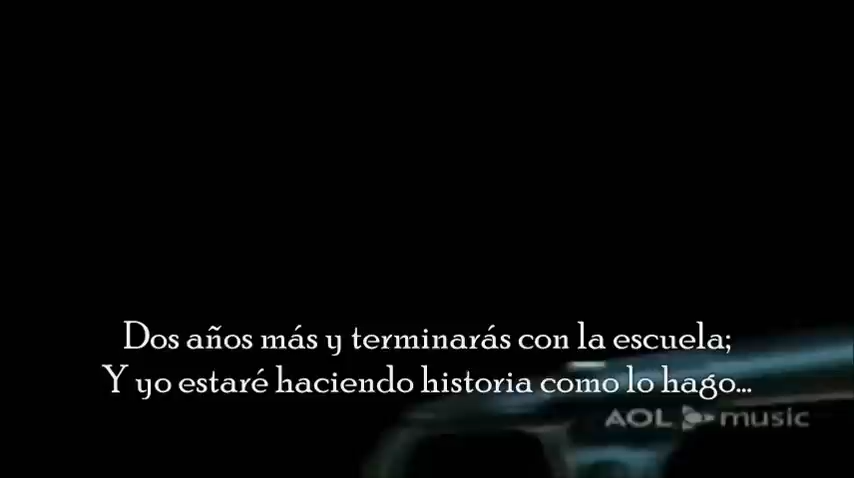 Dos años más y terminarás con la escuela;
Y yo estaré haciendo historia como lo hago...
AOL music